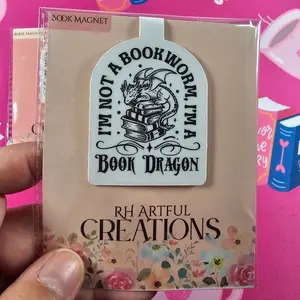 BOOK MAGNET
I'M NOT A BOOKWORM, I'M A
BOOK DRAGON
RH ARTFUL
CREATIONS